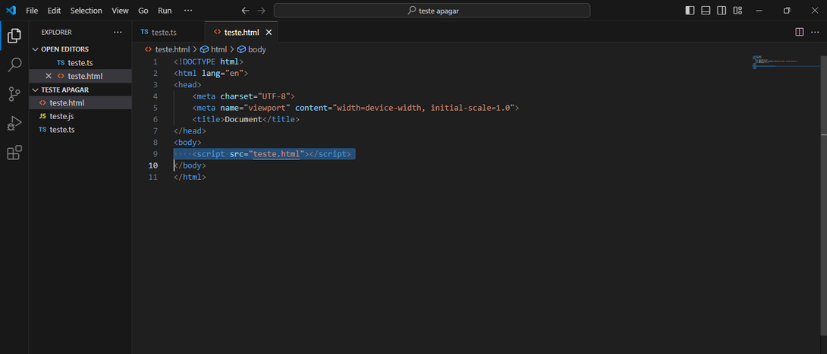 File Edit Selection View Go Run ··· teste apagar
EXPLORER ···
OPEN EDITORS
TS teste.ts
<> teste.html
TESTE APAGAR
<> teste.html
JS teste.js
TS teste.ts
TS teste.ts <> teste.html
<> teste.html > html > body
1 <!DOCTYPE html>
2 <html lang="en">
3 <head>
4 <meta charset="UTF-8">
5 <meta name="viewport" content="width=device-width, initial-scale=1.0">
6 <title>Document</title>
7 </head>
8 <body>
9 ····<script src="teste.html"></script>
10 </body>
11 </html>